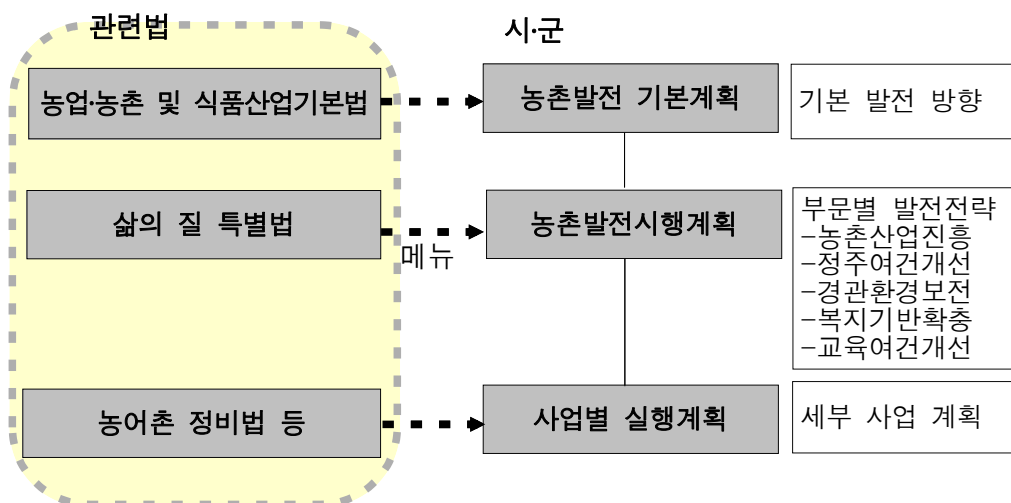 관련법
시·군
농업·농촌 및 식품산업기본법
농촌발전 기본계획
기본 발전 방향
삶의 질 특별법
메뉴
농촌발전시행계획
부문별 발전전략
-농촌산업진흥
-정주여건개선
-경관환경보전
-복지기반확충
-교육여건개선
농어촌 정비법 등
사업별 실행계획
세부 사업 계획